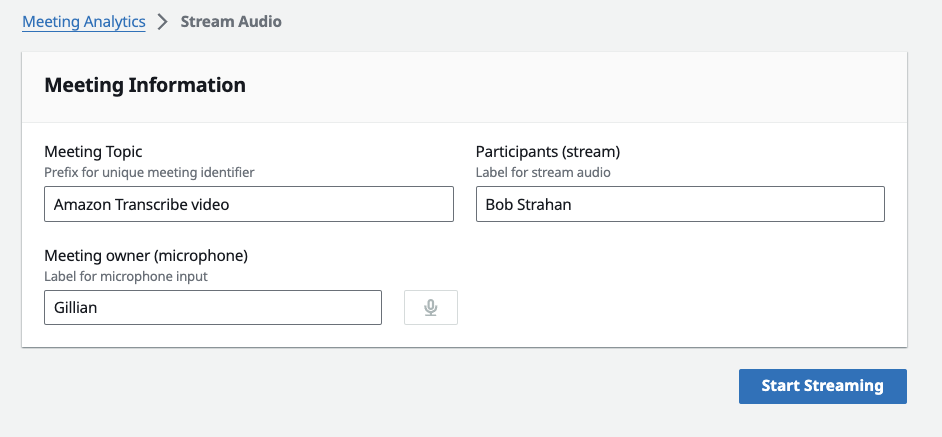 Meeting Analytics > Stream Audio
Meeting Information
Meeting Topic
Prefix for unique meeting identifier
Amazon Transcribe video
Participants (stream)
Label for stream audio
Bob Strahan
Meeting owner (microphone)
Label for microphone input
Gillian
Start Streaming